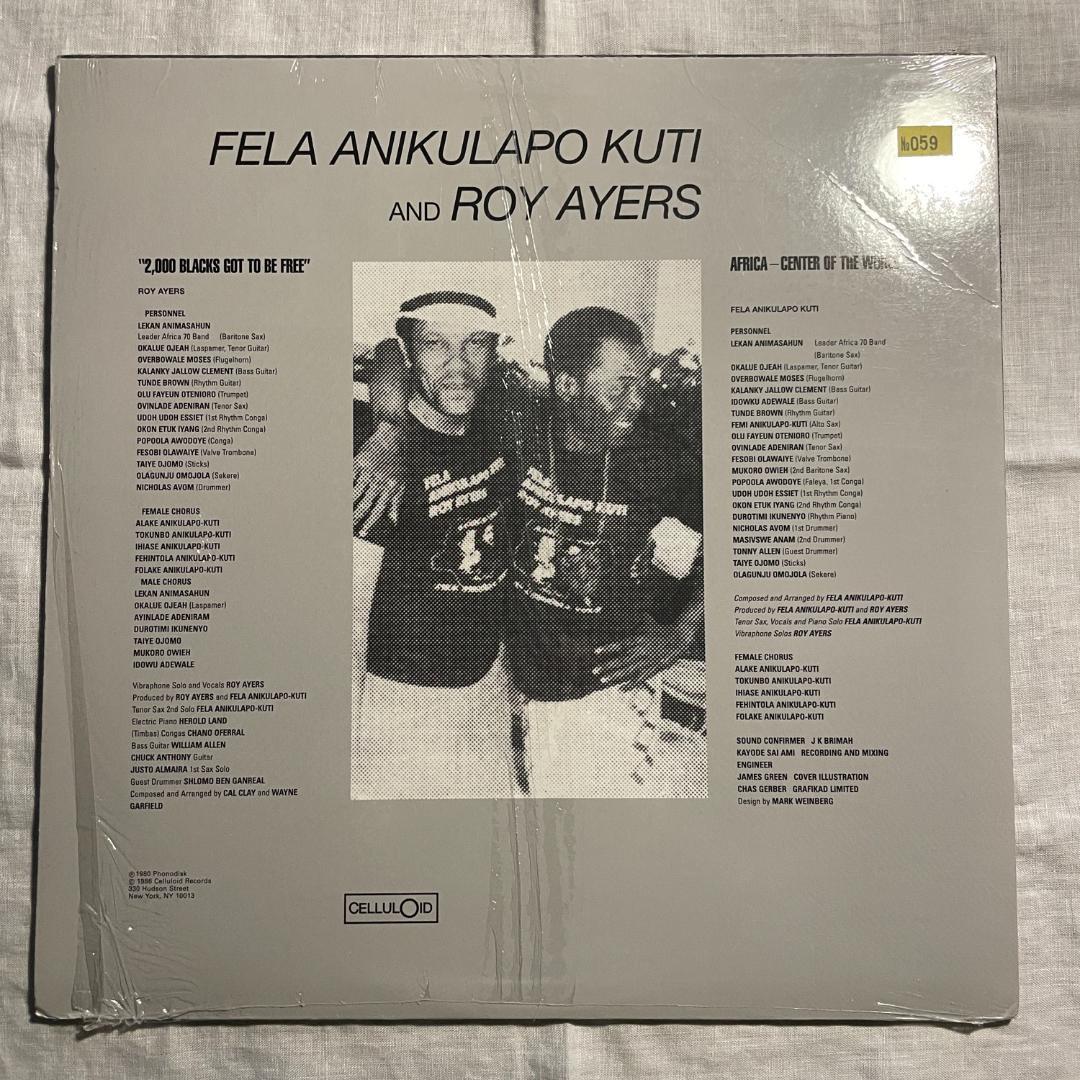 FELA ANIKULAPO KUTI
AND ROY AYERS
№059
"2,000 BLACKS GOT TO BE FREE"
ROY AYERS
PERSONNEL
LEKAN ANIMASAHUN
Leader Africa 70 Band (Baritone Sax)
OKALUE OJEAH (Laspamer, Tenor Guitar)
OVERBOWALE MOSES (Flugelhorn)
KALANKY JALLOW CLEMENT (Bass Guitar)
TUNDE BROWN (Rhythm Guitar)
OLU FAYEUN OTENIORO (Trumpet)
OVINLADE ADENIRAN (Tenor Sax)
UDOH UDOH ESSIET (1st Rhythm Conga)
OKON ETUK IYANG (2nd Rhythm Conga)
POPOOLA AWODOYE (Conga)
FESOBI OLAWAIYE (Valve Trombone)
TAIYE OJOMO (Sticks)
OLAGUNJU OMOJOLA (Sekere)
NICHOLAS AVOM (Drummer)
FEMALE CHORUS
ALAKE ANIKULAPO-KUTI
TOKUNBO ANIKULAPO-KUTI
IHIASE ANIKULAPO-KUTI
FEHINTOLA ANIKULAPO-KUTI
FOLAKE ANIKULAPO-KUTI
MALE CHORUS
LEKAN ANIMASAHUN
OKALUE OJEAH (Laspamer)
AYINLADE ADENIRAM
DUROTIMI IKUNENYO
TAIYE OJOMO
MUKORO OWIEH
IDOWU ADEWALE
Vibraphone Solo and Vocals ROY AYERS
Produced by ROY AYERS and FELA ANIKULAPO-KUTI
Tenor Sax 2nd Solo FELA ANIKULAPO-KUTI
Electric Piano HEROLD LAND
(Timbas) Congas CHANO OFERRAL
Bass Guitar WILLIAM ALLEN
CHUCK ANTHONY Guitar
JUSTO ALMAIRA 1st Sax Solo
Guest Drummer SHLOMO BEN GANREAL
Composed and Arranged by CAL CLAY and WAYNE
GARFIELD
℗ 1980 Phonodisk
© 1986 Celluloid Records
330 Hudson Street
New York, NY 10013
FELA
ANIKULAPO KUTI
ROY AYERS
FELA
ANIKULAPO KUTI
ROY AYERS
CELLULOID
AFRICA – CENTER OF THE
FELA ANIKULAPO KUTI
PERSONNEL
LEKAN ANIMASAHUN Leader Africa 70 Band
(Baritone Sax)
OKALUE OJEAH (Laspamer, Tenor Guitar)
OVERBOWALE MOSES (Flugelhorn)
KALANKY JALLOW CLEMENT (Bass Guitar)
IDOWKU ADEWALE (Bass Guitar)
TUNDE BROWN (Rhythm Guitar)
FEMI ANIKULAPO-KUTI (Alto Sax)
OLU FAYEUN OTENIORO (Trumpet)
OVINLADE ADENIRAN (Tenor Sax)
FESOBI OLAWAIYE (Valve Trombone)
MUKORO OWIEH (2nd Baritone Sax)
POPOOLA AWODOYE (Faleya, 1st Conga)
UDOH UDOH ESSIET (1st Rhythm Conga)
OKON ETUK IYANG (2nd Rhythm Conga)
DUROTIMI IKUNENYO (Rhythm Piano)
NICHOLAS AVOM (1st Drummer)
MASIVSWE ANAM (2nd Drummer)
TONNY ALLEN (Guest Drummer)
TAIYE OJOMO (Sticks)
OLAGUNJU OMOJOLA (Sekere)
Composed and Arranged by FELA ANIKULAPO-KUTI
Produced by FELA ANIKULAPO-KUTI and ROY AYERS
Tenor Sax, Vocals and Piano Solo FELA ANIKULAPO-KUTI
Vibraphone Solos ROY AYERS
FEMALE CHORUS
ALAKE ANIKULAPO-KUTI
TOKUNBO ANIKULAPO-KUTI
IHIASE ANIKULAPO-KUTI
FEHINTOLA ANIKULAPO-KUTI
FOLAKE ANIKULAPO-KUTI
SOUND CONFIRMER J K BRIMAH
KAYODE SAI AMI RECORDING AND MIXING
ENGINEER
JAMES GREEN COVER ILLUSTRATION
CHAS GERBER GRAFIKAD LIMITED
Design by MARK WEINBERG